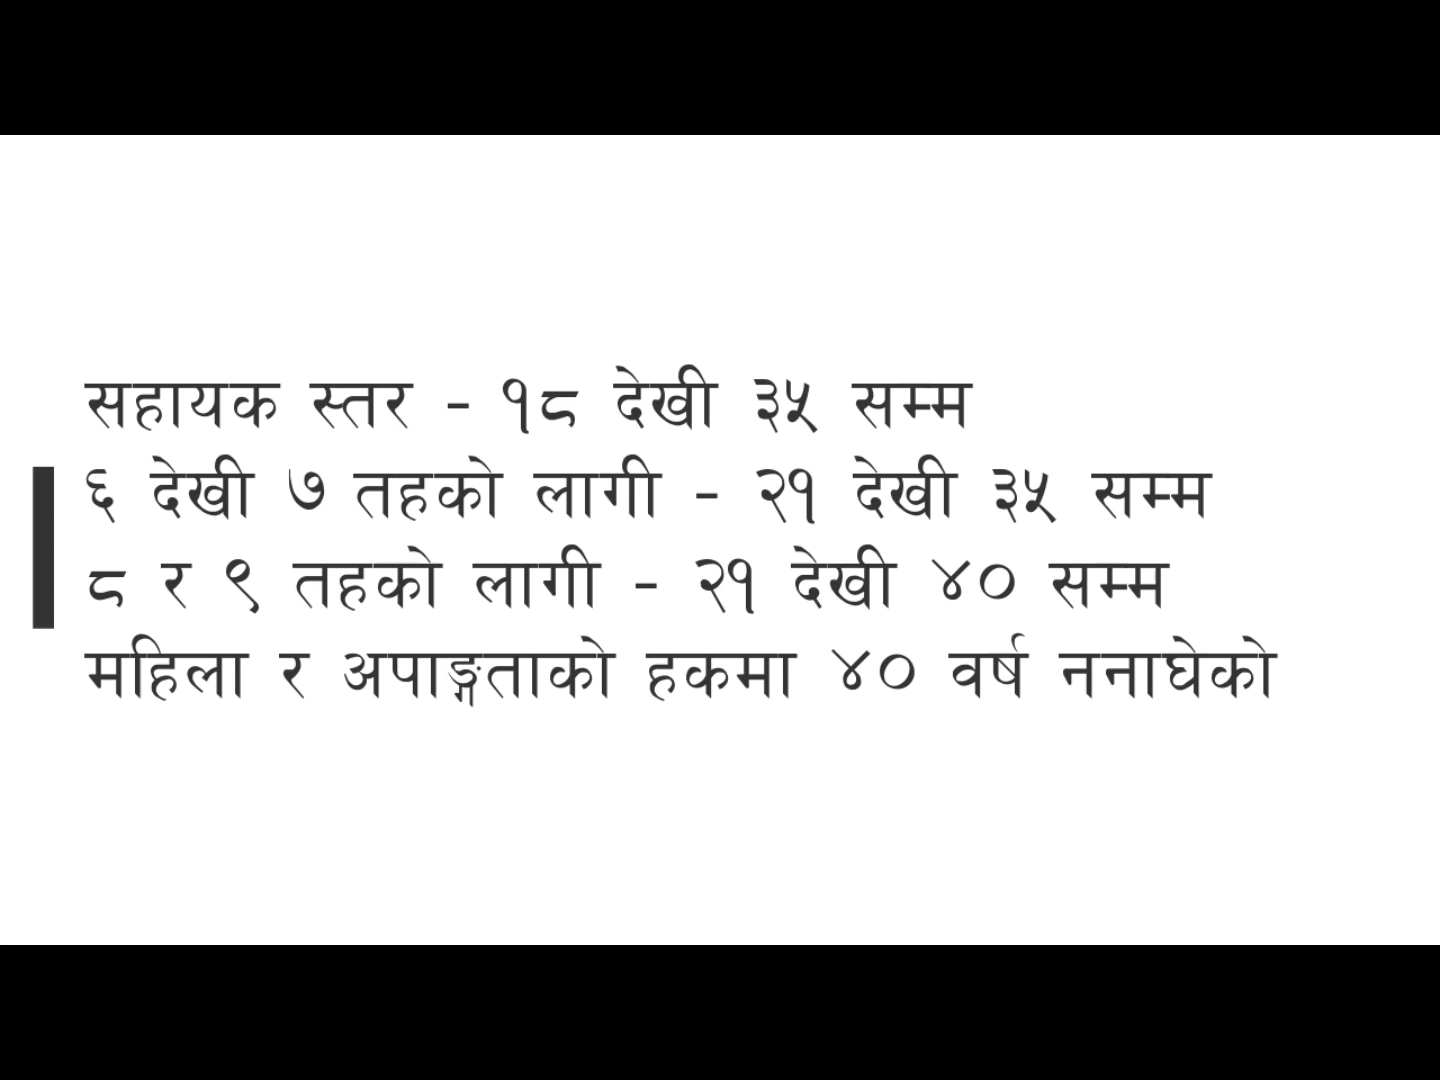 सहायक स्तर - १८ देखी ३५ सम्म
६ देखी ७ तहको लागी - २१ देखी ३५ सम्म
८ र ९ तहको लागी - २१ देखी ४० सम्म
महिला र अपाङ्गताको हकमा ४० वर्ष ननाघेको